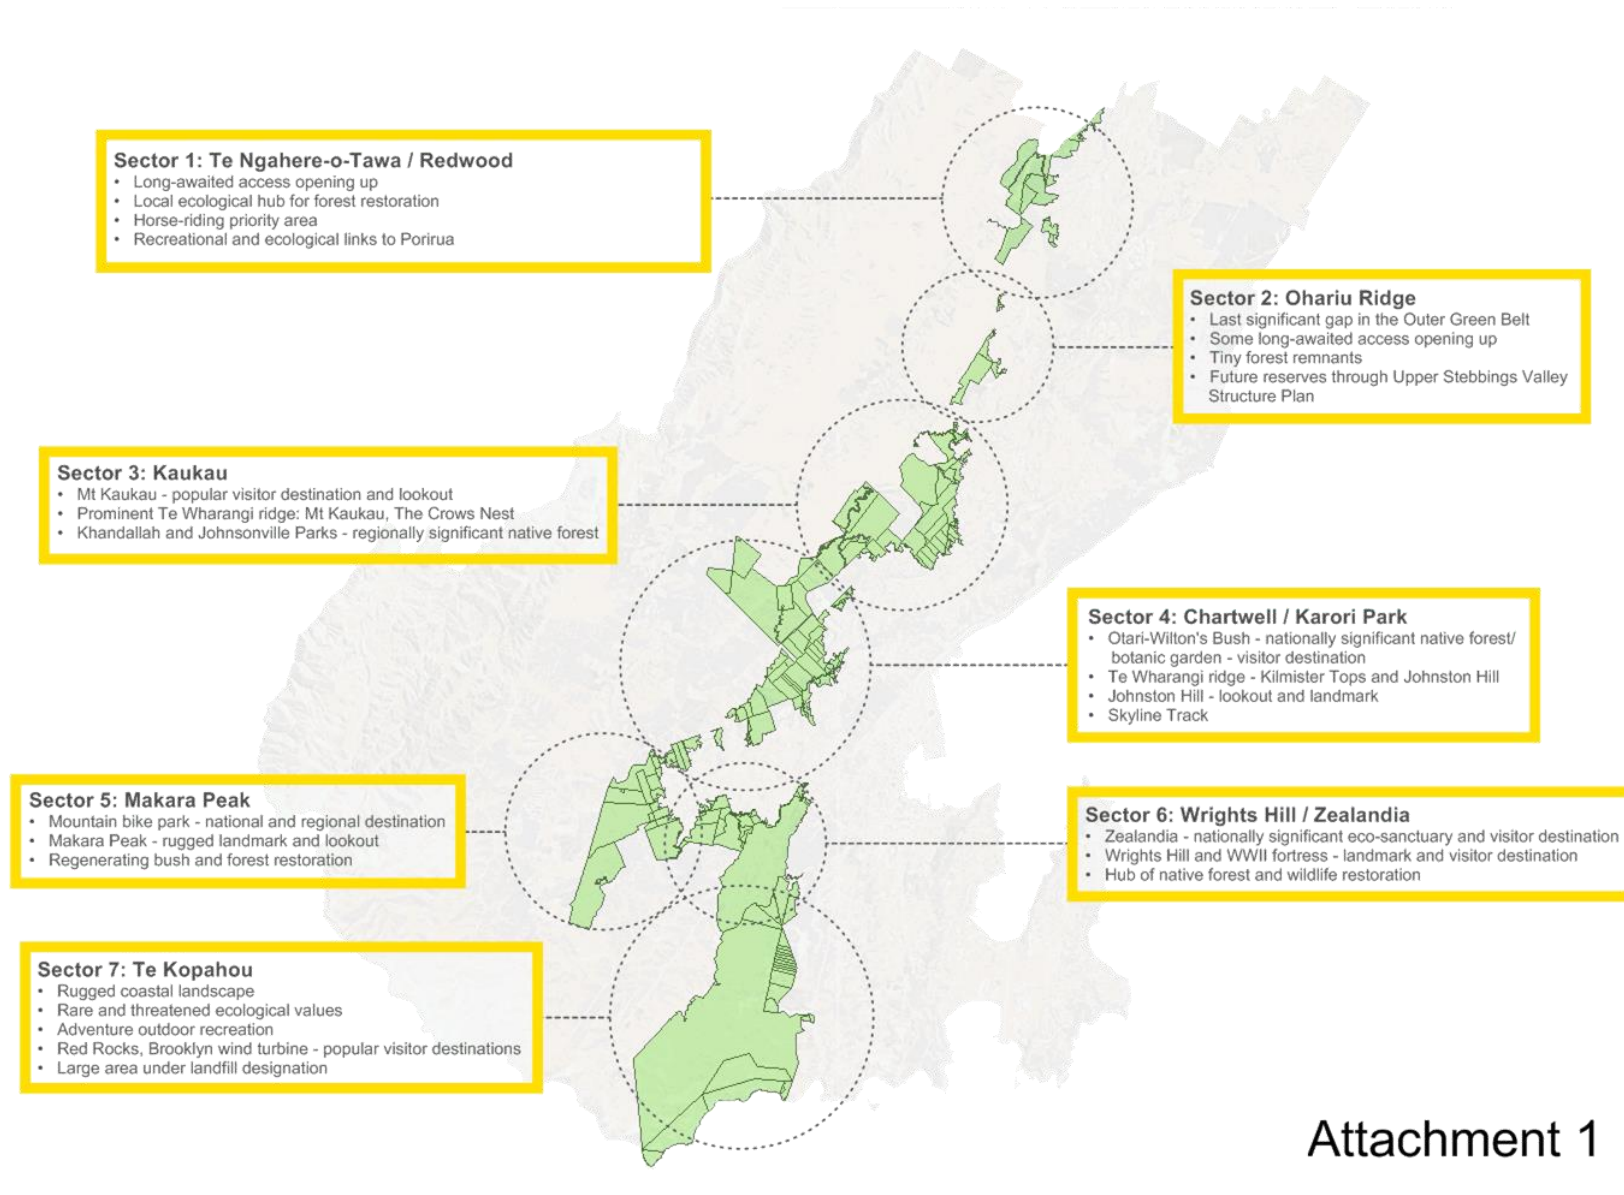 Sector 1: Te Ngahere-o-Tawa / Redwood
• Long-awaited access opening up
• Local ecological hub for forest restoration
• Horse-riding priority area
• Recreational and ecological links to Porirua
Sector 2: Ohariu Ridge
• Last significant gap in the Outer Green Belt
• Some long-awaited access opening up
• Tiny forest remnants
• Future reserves through Upper Stebbings Valley
Structure Plan
Sector 3: Kaukau
• Mt Kaukau - popular visitor destination and lookout
• Prominent Te Wharangi ridge: Mt Kaukau, The Crows Nest
• Khandallah and Johnsonville Parks - regionally significant native forest
Sector 4: Chartwell / Karori Park
• Otari-Wilton's Bush - nationally significant native forest/
botanic garden - visitor destination
• Te Wharangi ridge - Kilmister Tops and Johnston Hill
• Johnston Hill - lookout and landmark
• Skyline Track
Sector 5: Makara Peak
• Mountain bike park - national and regional destination
• Makara Peak - rugged landmark and lookout
• Regenerating bush and forest restoration
Sector 6: Wrights Hill / Zealandia
• Zealandia - nationally significant eco-sanctuary and visitor destination
• Wrights Hill and WWII fortress - landmark and visitor destination
• Hub of native forest and wildlife restoration
Sector 7: Te Kopahou
• Rugged coastal landscape
• Rare and threatened ecological values
• Adventure outdoor recreation
• Red Rocks, Brooklyn wind turbine - popular visitor destinations
• Large area under landfill designation
Attachment 1